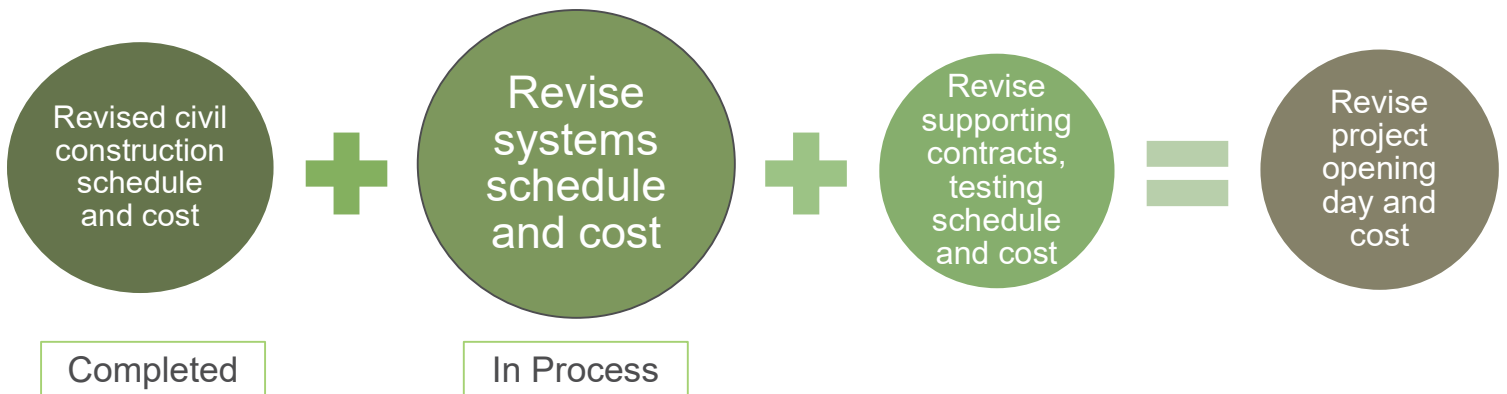 Revised civil
construction
schedule
and cost
Revise
systems
schedule
and cost
Revise
supporting
contracts,
testing
schedule
and cost
Revise
project
opening
day and
cost
Completed
In Process